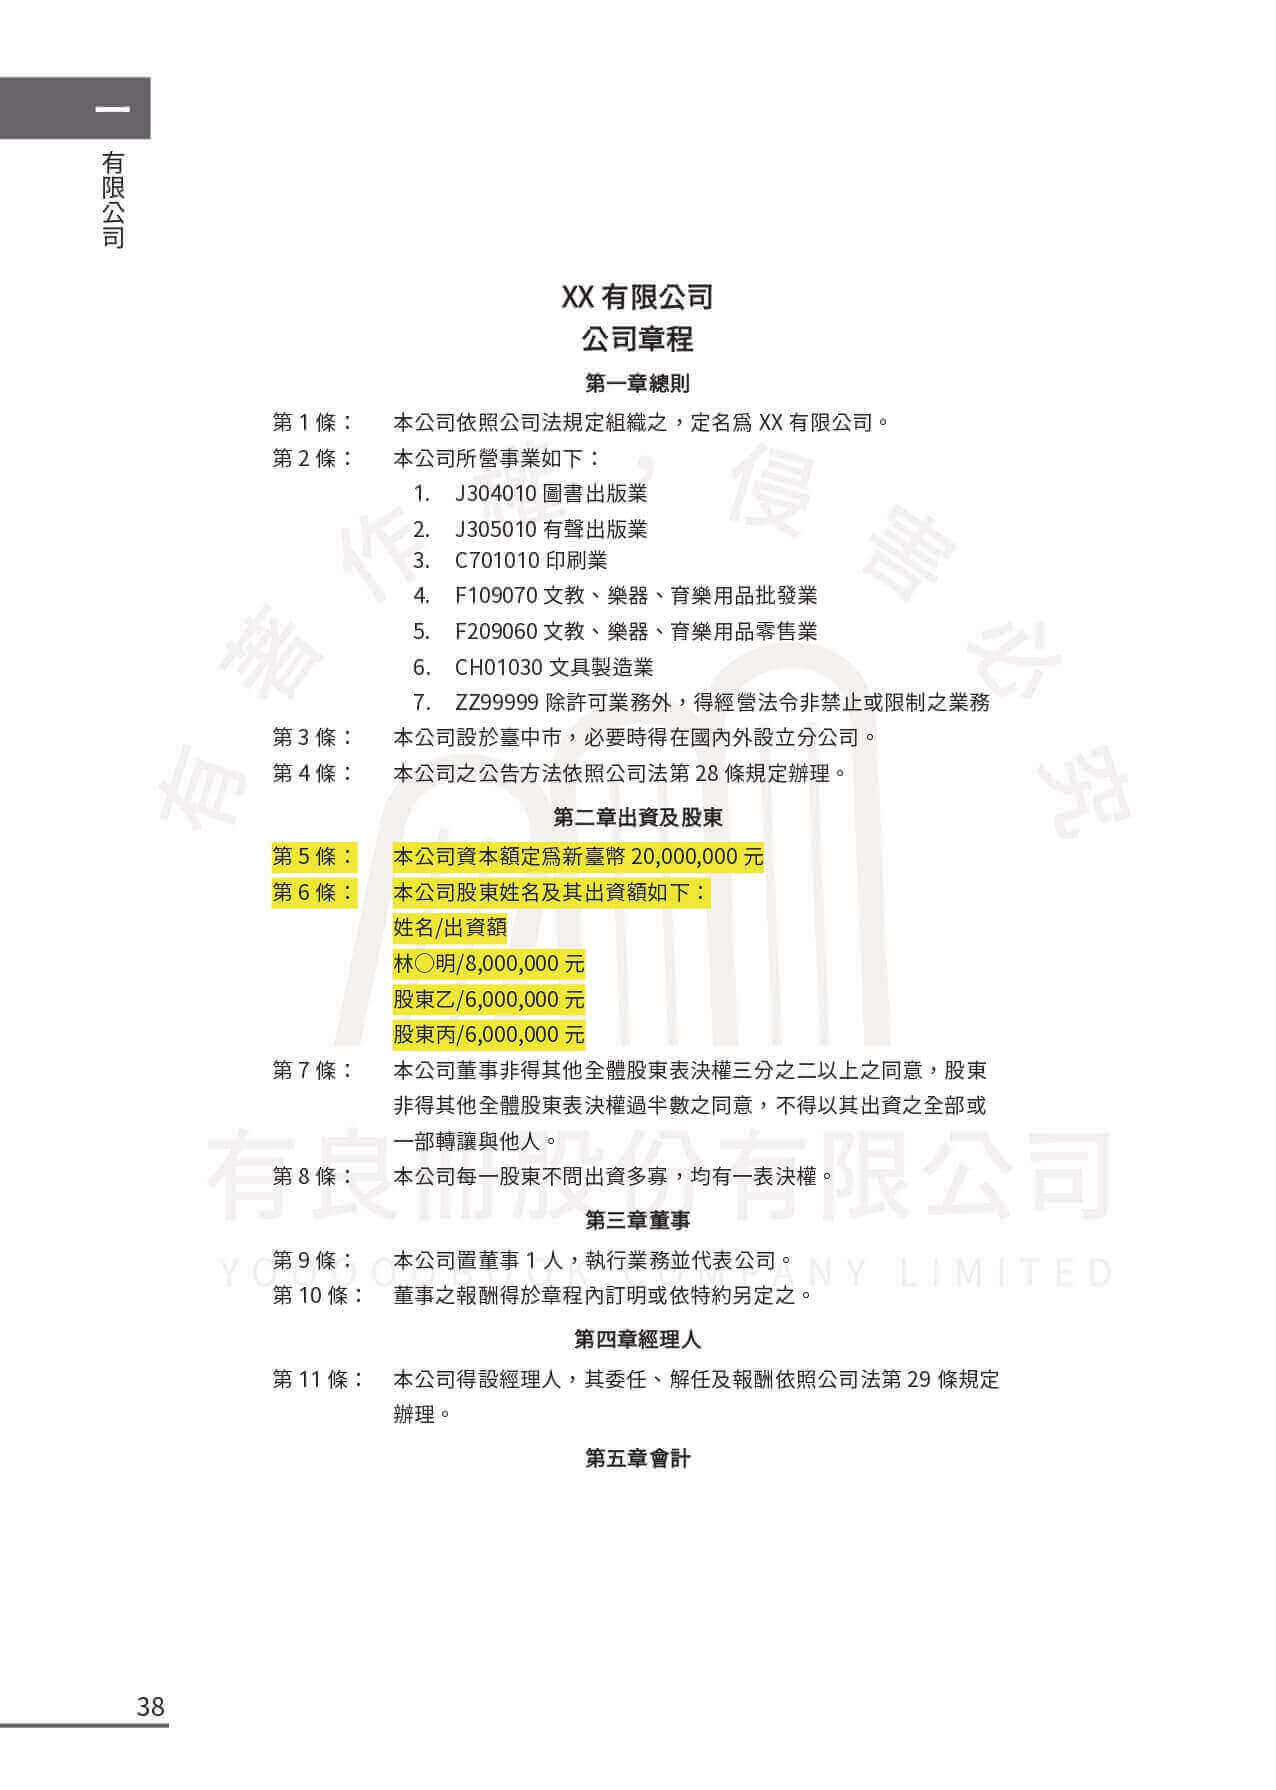 一
有限公司
XX 有限公司
公司章程
第一章總則
第 1 條： 本公司依照公司法規定組織之，定名為 XX 有限公司。
第 2 條： 本公司所營事業如下：
1. J304010 圖書出版業
2. J305010 有聲出版業
3. C701010 印刷業
4. F109070 文教、樂器、育樂用品批發業
5. F209060 文教、樂器、育樂用品零售業
6. CH01030 文具製造業
7. ZZ99999 除許可業務外，得經營法令非禁止或限制之業務
第 3 條： 本公司設於臺中市，必要時得在國內外設立分公司。
第 4 條： 本公司之公告方法依照公司法第 28 條規定辦理。
第二章出資及股東
第 5 條： 本公司資本額定為新臺幣 20,000,000 元
第 6 條： 本公司股東姓名及其出資額如下：
姓名/出資額
林○明/8,000,000 元
股東乙/6,000,000 元
股東丙/6,000,000 元
第 7 條： 本公司董事非得其他全體股東表決權三分之二以上之同意，股東
非得其他全體股東表決權過半數之同意，不得以其出資之全部或
一部轉讓與他人。
第 8 條： 本公司每一股東不問出資多寡，均有一表決權。
第三章董事
第 9 條： 本公司置董事 1 人，執行業務並代表公司。
第 10 條： 董事之報酬得於章程內訂明或依特約另定之。
第四章經理人
第 11 條： 本公司得設經理人，其委任、解任及報酬依照公司法第 29 條規定
辦理。
第五章會計
38
有著作權，侵害必究
有良冊股份有限公司
YOODOOBOOK COMPANY LIMITED